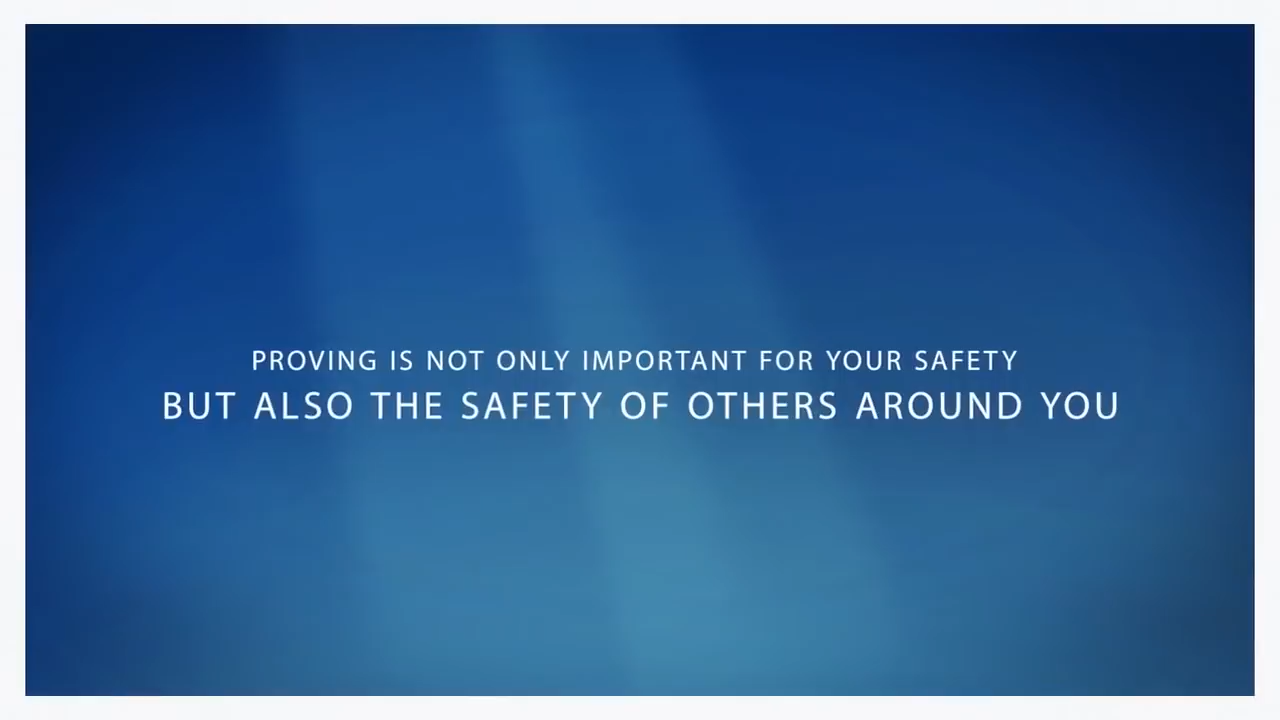 PROVING IS NOT ONLY IMPORTANT FOR YOUR SAFETY
BUT ALSO THE SAFETY OF OTHERS AROUND YOU